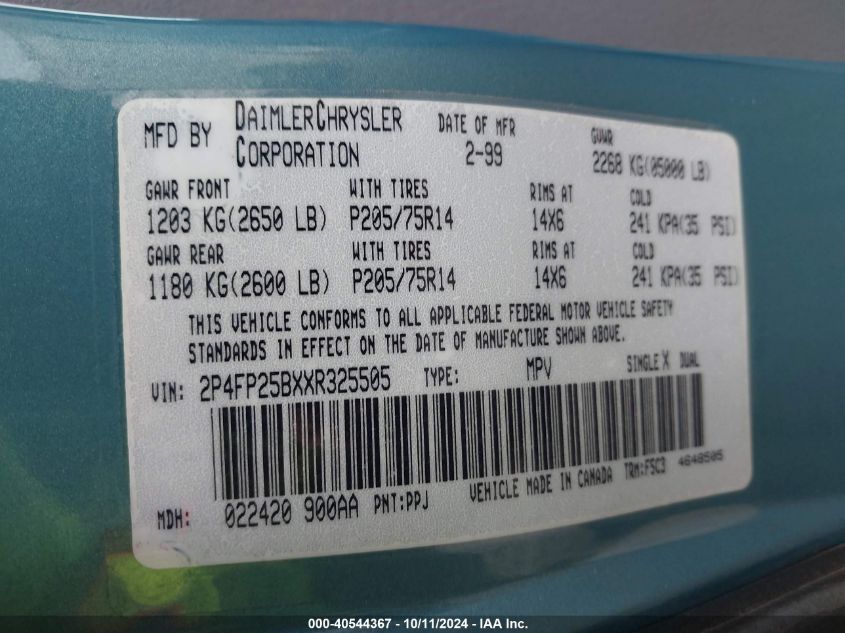 MFD BY DAIMLERCHRYSLER CORPORATION DATE OF MFR 2-99 GVWR 2268 KG(05000 LB)
GAWR FRONT WITH TIRES RIMS AT COLD
1203 KG(2650 LB) P205/75R14 14X6 241 KPA(35 PSI)
GAWR REAR WITH TIRES RIMS AT COLD
1180 KG(2600 LB) P205/75R14 14X6 241 KPA(35 PSI)
THIS VEHICLE CONFORMS TO ALL APPLICABLE FEDERAL MOTOR VEHICLE SAFETY
STANDARDS IN EFFECT ON THE DATE OF MANUFACTURE SHOWN ABOVE.
VIN: 2P4FP25BXXR325505 TYPE: MPV SINGLE X DUAL
MDH: 022420 900AA PNT:PPJ VEHICLE MADE IN CANADA TRM:F5C3 4648505
000-40544367 - 10/11/2024 - IAA Inc.